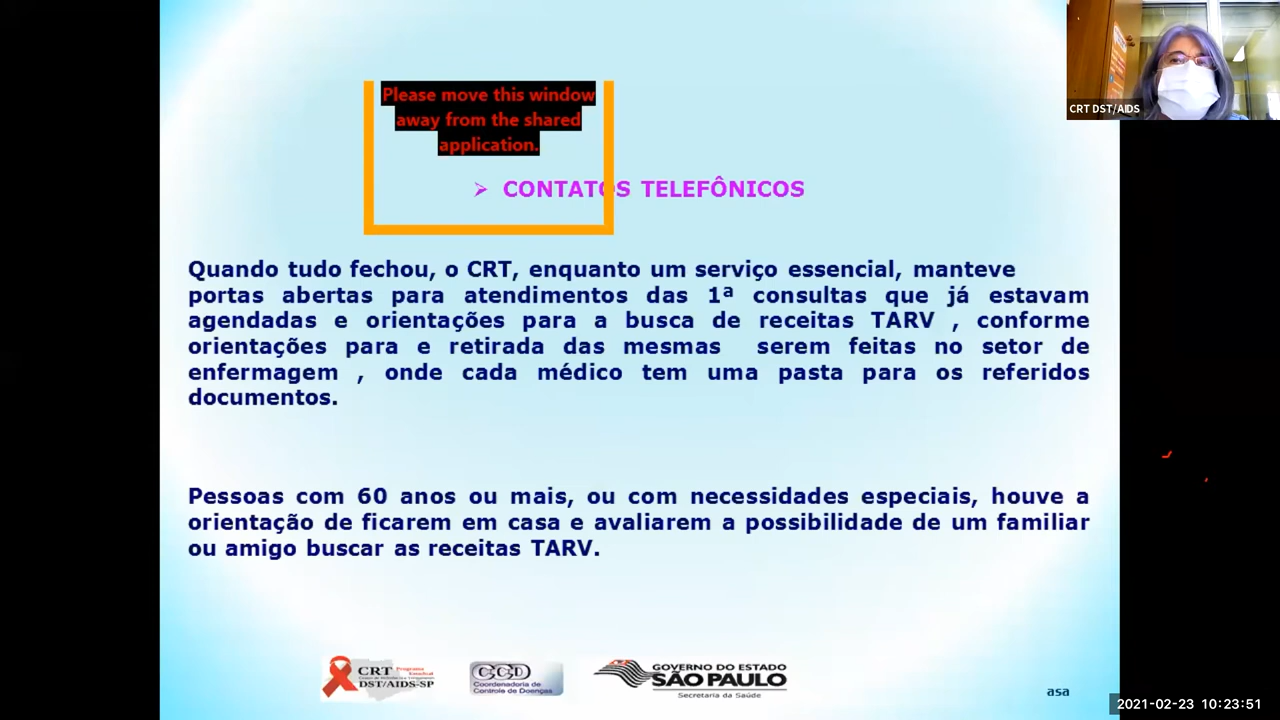 Please move this window
away from the shared
application.
CRT DST/AIDS
➢ CONTATOS TELEFÔNICOS
Quando tudo fechou, o CRT, enquanto um serviço essencial, manteve
portas abertas para atendimentos das 1ª consultas que já estavam
agendadas e orientações para a busca de receitas TARV , conforme
orientações para e retirada das mesmas serem feitas no setor de
enfermagem , onde cada médico tem uma pasta para os referidos
documentos.
Pessoas com 60 anos ou mais, ou com necessidades especiais, houve a
orientação de ficarem em casa e avaliarem a possibilidade de um familiar
ou amigo buscar as receitas TARV.
CRT Programa Estadual
DST/AIDS-SP
CCD
Coordenadoria de
Controle de Doenças
GOVERNO DO ESTADO
SÃO PAULO
Secretaria da Saúde
asa
2021-02-23 10:23:51